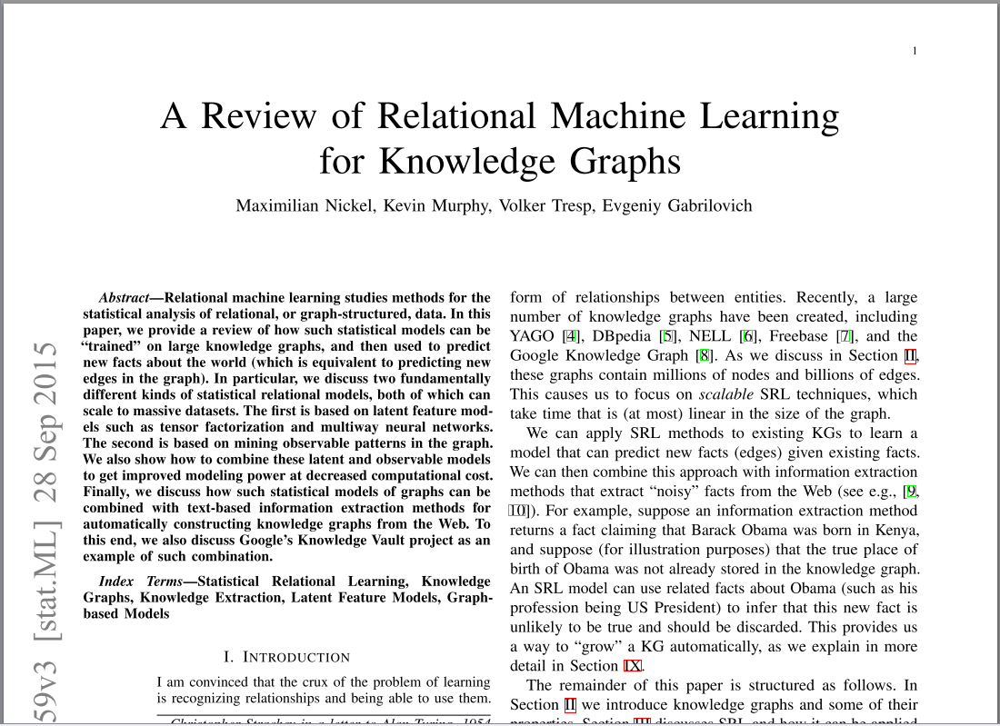 1
A Review of Relational Machine Learning
for Knowledge Graphs
Maximilian Nickel, Kevin Murphy, Volker Tresp, Evgeniy Gabrilovich
59v3 [stat.ML] 28 Sep 2015
Abstract—Relational machine learning studies methods for the
statistical analysis of relational, or graph-structured, data. In this
paper, we provide a review of how such statistical models can be
“trained” on large knowledge graphs, and then used to predict
new facts about the world (which is equivalent to predicting new
edges in the graph). In particular, we discuss two fundamentally
different kinds of statistical relational models, both of which can
scale to massive datasets. The first is based on latent feature mod-
els such as tensor factorization and multiway neural networks.
The second is based on mining observable patterns in the graph.
We also show how to combine these latent and observable models
to get improved modeling power at decreased computational cost.
Finally, we discuss how such statistical models of graphs can be
combined with text-based information extraction methods for
automatically constructing knowledge graphs from the Web. To
this end, we also discuss Google’s Knowledge Vault project as an
example of such combination.
Index Terms—Statistical Relational Learning, Knowledge
Graphs, Knowledge Extraction, Latent Feature Models, Graph-
based Models
I. INTRODUCTION
I am convinced that the crux of the problem of learning
is recognizing relationships and being able to use them.
Christopher Strachey in a letter to Alan Turing, 1954
form of relationships between entities. Recently, a large
number of knowledge graphs have been created, including
YAGO [4], DBpedia [5], NELL [6], Freebase [7], and the
Google Knowledge Graph [8]. As we discuss in Section II,
these graphs contain millions of nodes and billions of edges.
This causes us to focus on scalable SRL techniques, which
take time that is (at most) linear in the size of the graph.
We can apply SRL methods to existing KGs to learn a
model that can predict new facts (edges) given existing facts.
We can then combine this approach with information extraction
methods that extract “noisy” facts from the Web (see e.g., [9,
10]). For example, suppose an information extraction method
returns a fact claiming that Barack Obama was born in Kenya,
and suppose (for illustration purposes) that the true place of
birth of Obama was not already stored in the knowledge graph.
An SRL model can use related facts about Obama (such as his
profession being US President) to infer that this new fact is
unlikely to be true and should be discarded. This provides us
a way to “grow” a KG automatically, as we explain in more
detail in Section IX.
The remainder of this paper is structured as follows. In
Section II we introduce knowledge graphs and some of their
properties. Section III discusses SRL and how it can be applied